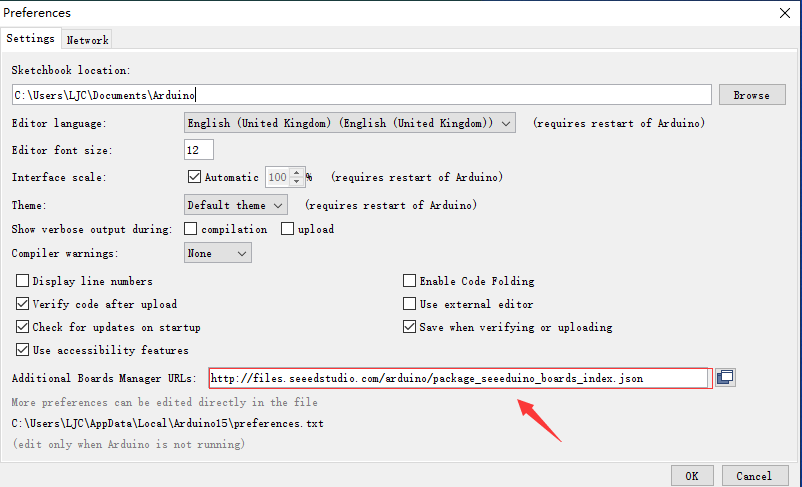 Preferences
Settings Network
Sketchbook location:
C:\Users\LJC\Documents\Arduino
Browse
Editor language: English (United Kingdom) (English (United Kingdom)) (requires restart of Arduino)
Editor font size: 12
Interface scale: Automatic 100 % (requires restart of Arduino)
Theme: Default theme (requires restart of Arduino)
Show verbose output during: compilation upload
Compiler warnings: None
Display line numbers Enable Code Folding
Verify code after upload Use external editor
Check for updates on startup Save when verifying or uploading
Use accessibility features
Additional Boards Manager URLs: http://files.seeedstudio.com/arduino/package_seeeduino_boards_index.json
More preferences can be edited directly in the file
C:\Users\LJC\AppData\Local\Arduino15\preferences.txt
(edit only when Arduino is not running)
OK Cancel